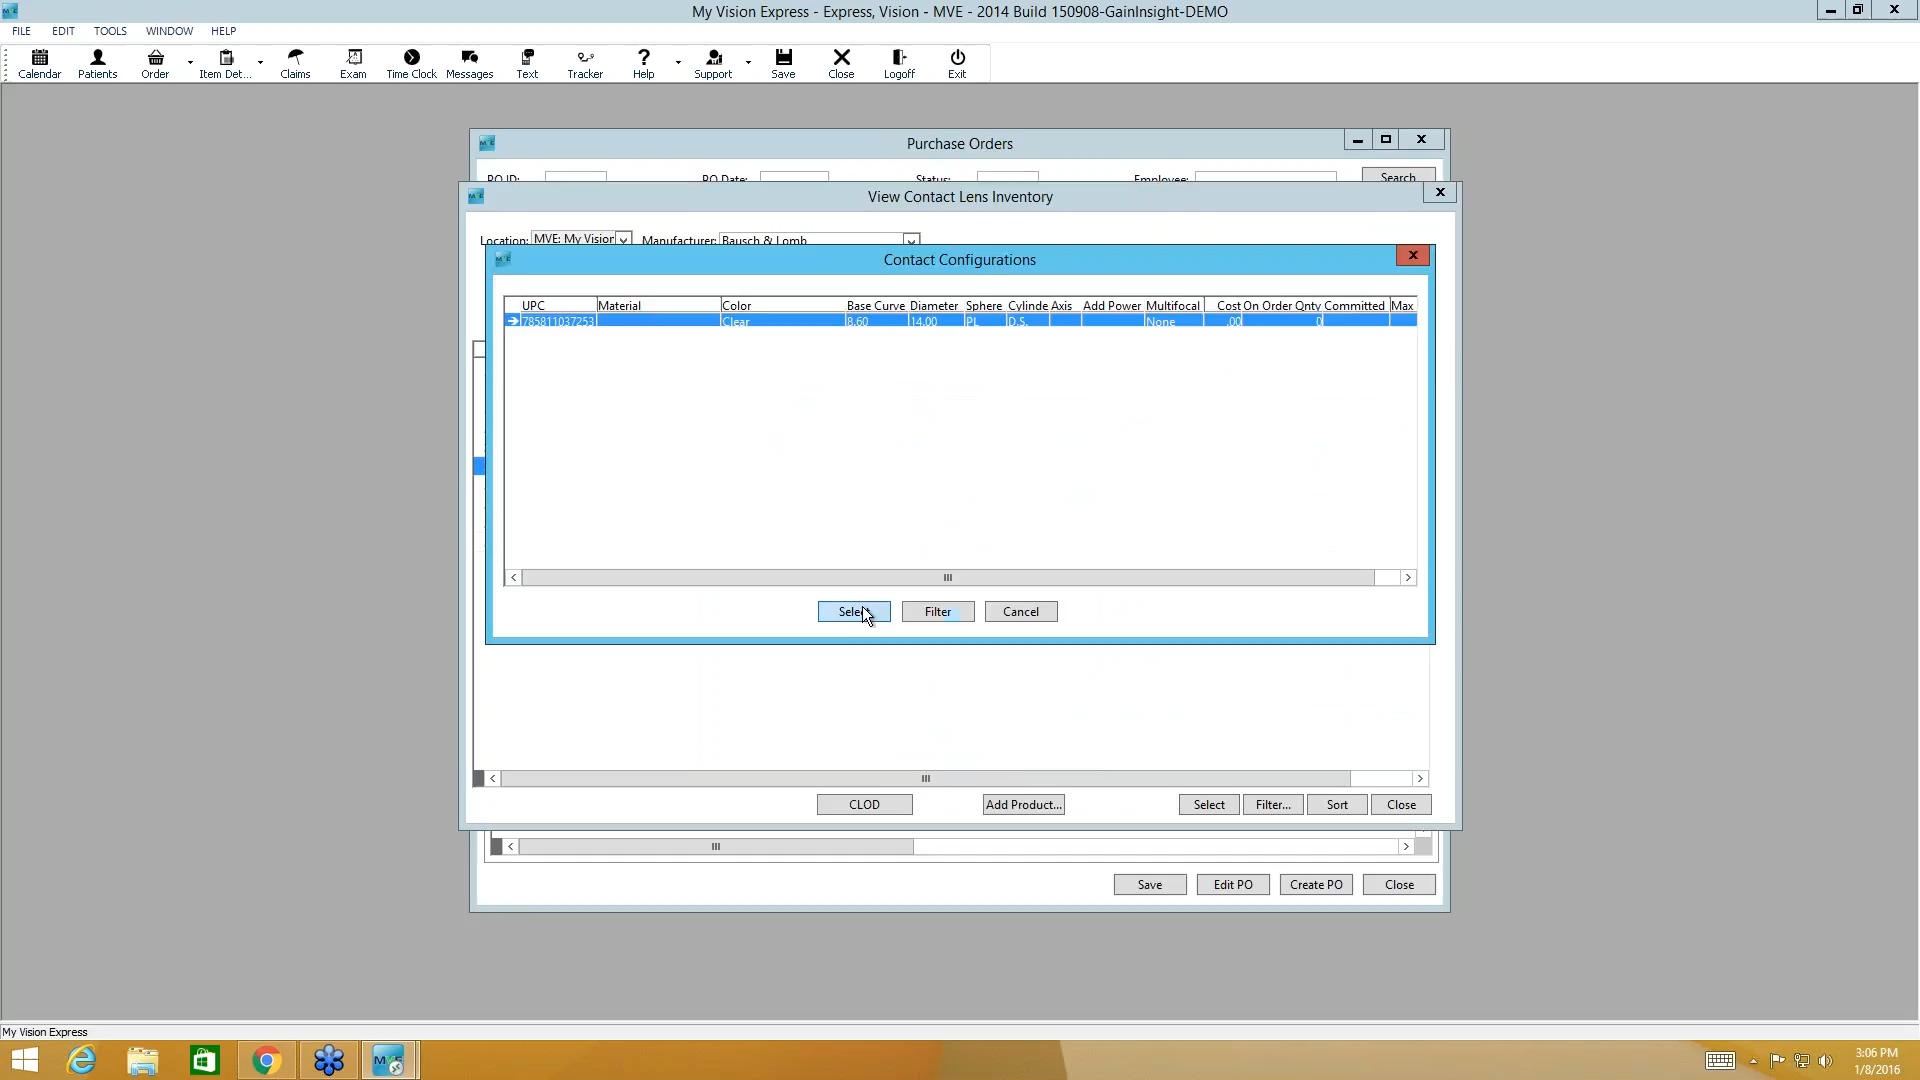 My Vision Express - Express, Vision - MVE - 2014 Build 150908-GainInsight-DEMO
FILE EDIT TOOLS WINDOW HELP
Calendar Patients Order Item Det... Claims Exam Time Clock Messages Text Tracker Help Support Save Close Logoff Exit
Purchase Orders
PO ID: PO Date: Status: Employee: Search
View Contact Lens Inventory
Location: MVE: My Vision Manufacturer: Bausch & Lomb
Contact Configurations
UPC Material Color Base Curve Diameter Sphere Cylinde Axis Add Power Multifocal Cost On Order Qnty Committed Max
785811037253 Clear 8.60 14.00 PL D.S. None .00 0
Select Filter Cancel
CLOD Add Product... Select Filter... Sort Close
Save Edit PO Create PO Close
My Vision Express
3:06 PM
1/8/2016